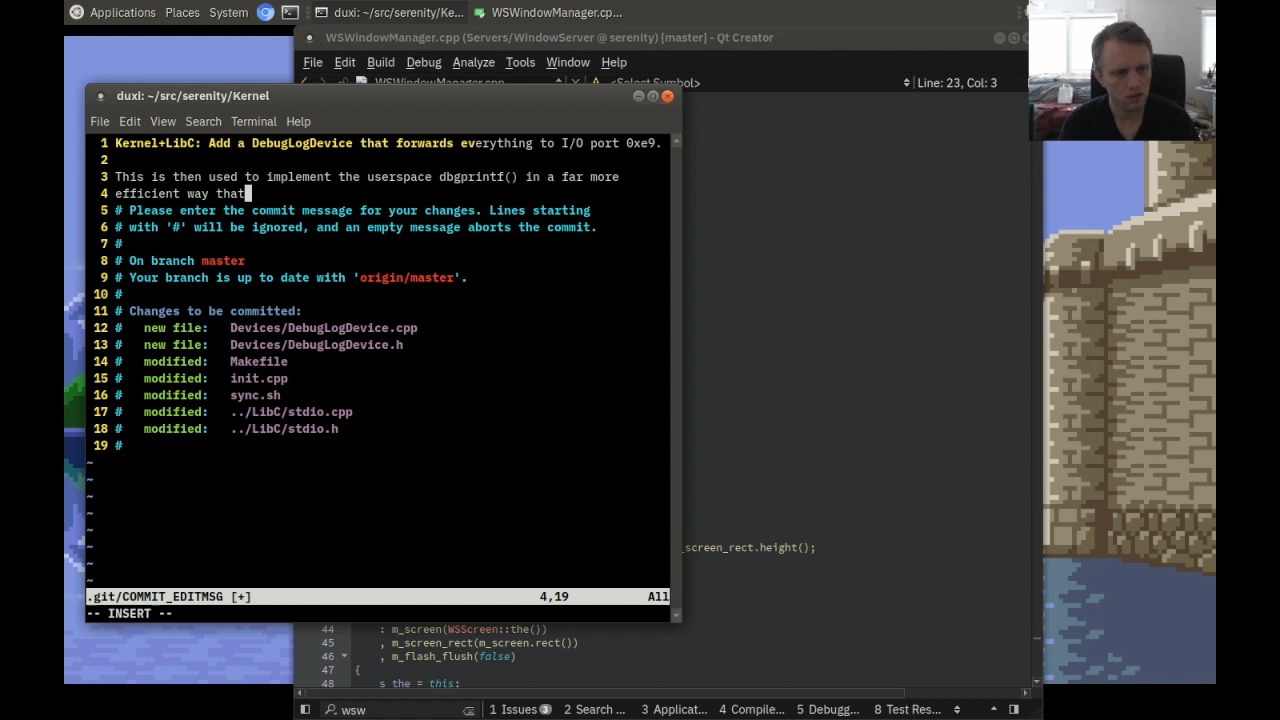 Applications Places System duxi: ~/src/serenity/Ke... WSWindowManager.cp...
WSWindowManager.cpp (Servers/WindowServer @ serenity) [master] - Qt Creator
File Edit Build Debug Analyze Tools Window Help
WSWindowManager.cpp <Select Symbol> Line: 23, Col: 3
duxi: ~/src/serenity/Kernel
File Edit View Search Terminal Help
1 Kernel+LibC: Add a DebugLogDevice that forwards everything to I/O port 0xe9.
2
3 This is then used to implement the userspace dbgprintf() in a far more
4 efficient way that
5 # Please enter the commit message for your changes. Lines starting
6 # with '#' will be ignored, and an empty message aborts the commit.
7 #
8 # On branch master
9 # Your branch is up to date with 'origin/master'.
10 #
11 # Changes to be committed:
12 # new file: Devices/DebugLogDevice.cpp
13 # new file: Devices/DebugLogDevice.h
14 # modified: Makefile
15 # modified: init.cpp
16 # modified: sync.sh
17 # modified: ../LibC/stdio.cpp
18 # modified: ../LibC/stdio.h
19 #
~
~
~
~
~
~
~
~
_screen_rect.height();
.git/COMMIT_EDITMSG [+] 4,19 All
-- INSERT --
44 : m_screen(WSScreen::the())
45 , m_screen_rect(m_screen.rect())
46 , m_flash_flush(false)
47 {
48 s the = this;
wsw 1 Issues 3 2 Search ... 3 Applicat... 4 Compile... 5 Debugg... 8 Test Res...